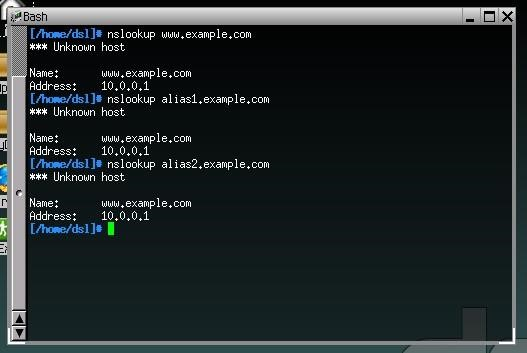 Bash
[/home/dsl]# nslookup www.example.com
*** Unknown host
Name: www.example.com
Address: 10.0.0.1
[/home/dsl]# nslookup alias1.example.com
*** Unknown host
Name: www.example.com
Address: 10.0.0.1
[/home/dsl]# nslookup alias2.example.com
*** Unknown host
Name: www.example.com
Address: 10.0.0.1
[/home/dsl]#